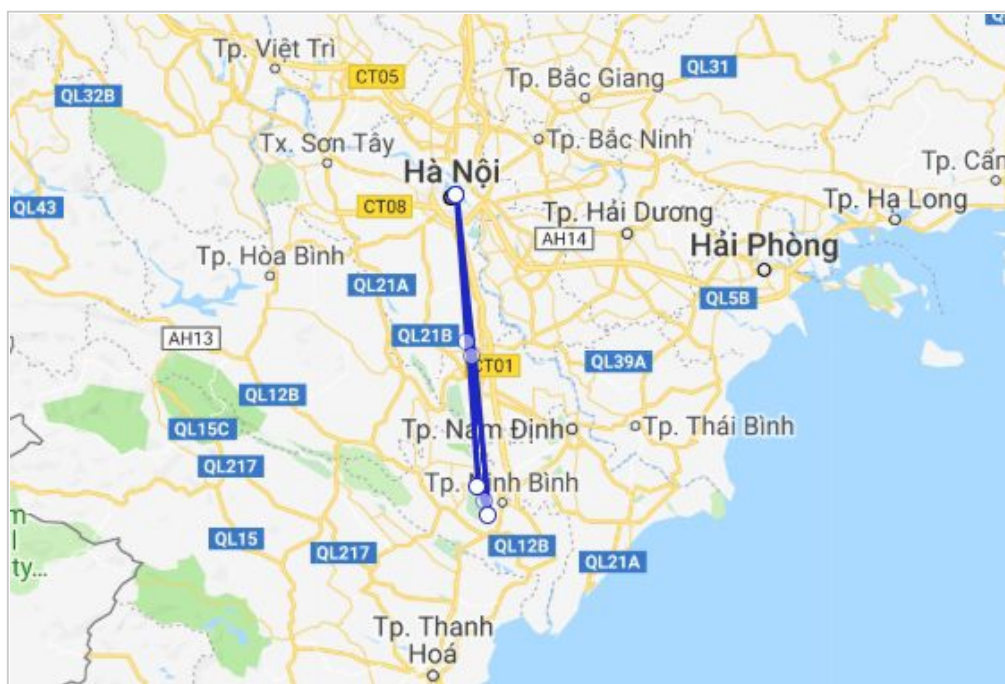 Tp. Việt Trì
CT05
QL31
Tp. Bắc Giang
QL32B
Tx. Sơn Tây
Tp. Bắc Ninh
Hà Nội
Tp. Cẩ
QL43
CT08
Tp. Hải Dương
Tp. Hạ Long
AH14
Hải Phòng
Tp. Hòa Bình
QL21A
QL5B
AH13
QL21B
CT01
QL39A
QL12B
QL15C
Tp. Nam Định
Tp. Thái Bình
QL217
Tp. Ninh Bình
m
l
QL15
QL217
QL12B
QL21A
ty...
Tp. Thanh
Hoá